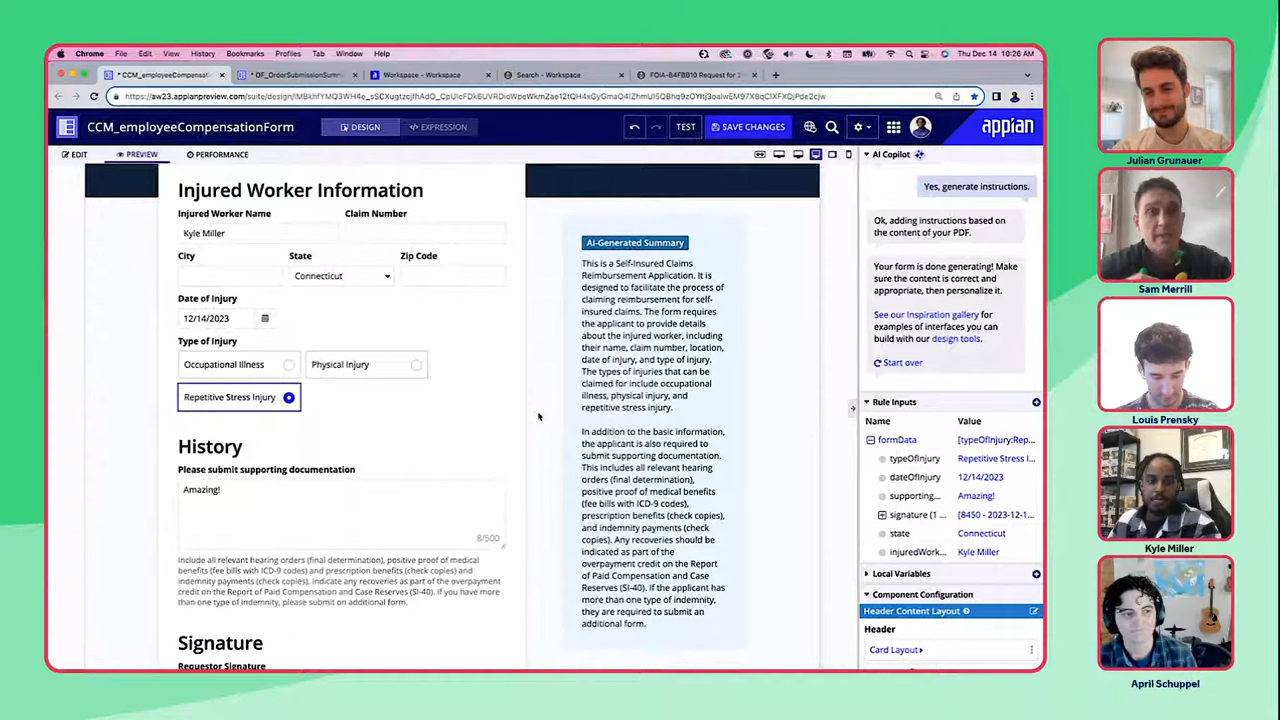 Chrome File Edit View History Bookmarks Profiles Tab Window Help
Thu Dec 14 10:26 AM
* CCM_employeeCompensati
* OF_OrderSubmissionSumm
Workspace - Workspace
Search - Workspace
FOIA-B4FBB10 Request for
CCM_employeeCompensationForm
DESIGN
EXPRESSION
TEST
SAVE CHANGES
appian
EDIT
PREVIEW
PERFORMANCE
Injured Worker Information
Injured Worker Name
Claim Number
Kyle Miller
City
State
Zip Code
Connecticut
Date of Injury
12/14/2023
Type of Injury
Occupational Illness
Physical Injury
Repetitive Stress Injury
History
Please submit supporting documentation
Amazing!
8/500
Include all relevant hearing orders (final determination), positive proof of medical
benefits (fee bills with ICD-9 codes) and prescription benefits (check copies) and
indemnity payments (check copies). Indicate any recoveries as part of the overpayment
credit on the Report of Paid Compensation and Case Reserves (SI-40). If you have more
than one type of indemnity, please submit on additional form.
Signature
Requestor Signature
AI-Generated Summary
This is a Self-Insured Claims
Reimbursement Application. It is
designed to facilitate the process of
claiming reimbursement for self-
insured claims. The form requires
the applicant to provide details
about the injured worker, including
their name, claim number, location,
date of injury, and type of injury.
The types of injuries that can be
claimed for include occupational
illness, physical injury, and
repetitive stress injury.
In addition to the basic information,
the applicant is also required to
submit supporting documentation.
This includes all relevant hearing
orders (final determination),
positive proof of medical benefits
(fee bills with ICD-9 codes),
prescription benefits (check copies),
and indemnity payments (check
copies). Any recoveries should be
indicated as part of the
overpayment credit on the Report
of Paid Compensation and Case
Reserves (SI-40). If the applicant has
more than one type of indemnity,
they are required to submit an
additional form.
AI Copilot
Yes, generate instructions.
Ok, adding instructions based on
the content of your PDF.
Your form is done generating! Make
sure the content is correct and
appropriate, then personalize it.
See our Inspiration gallery for
examples of interfaces you can
build with our design tools.
Start over
Rule Inputs
Name Value
formData [typeOfInjury:Rep...
typeOfInjury Repetitive Stress I...
dateOfInjury 12/14/2023
supporting... Amazing!
signature (1 ... [8450 - 2023-12-1...
state Connecticut
injuredWork... Kyle Miller
Local Variables
Component Configuration
Header Content Layout
Header
Card Layout
Julian Grunauer
Sam Merrill
Louis Prensky
Kyle Miller
April Schuppel